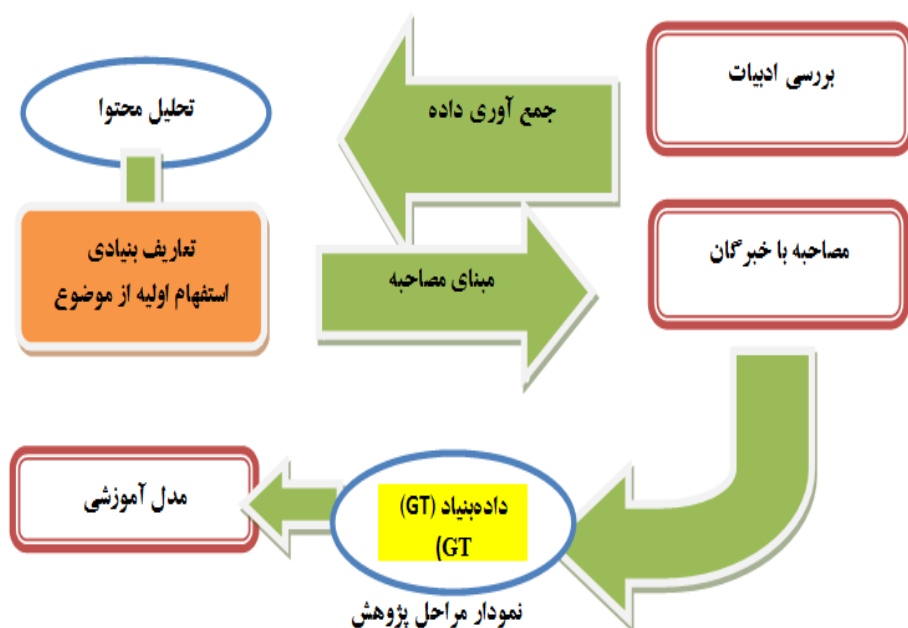 بررسی ادبیات
جمع آوری داده
تحلیل محتوا
تعاریف بنیادی
استفهام اولیه از موضوع
مبنای مصاحبه
مصاحبه با خبرگان
داده‌بنیاد (GT)
(GT
مدل آموزشی
نمودار مراحل پژوهش